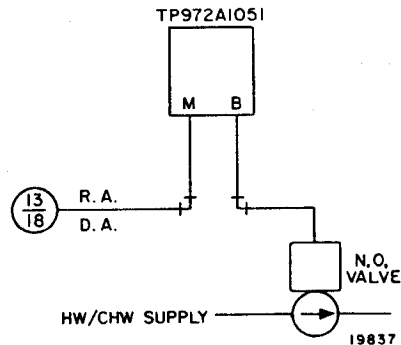 TP972A1051
M B
13
18
R.A.
D.A.
N.O.
VALVE
HW/CHW SUPPLY
19837